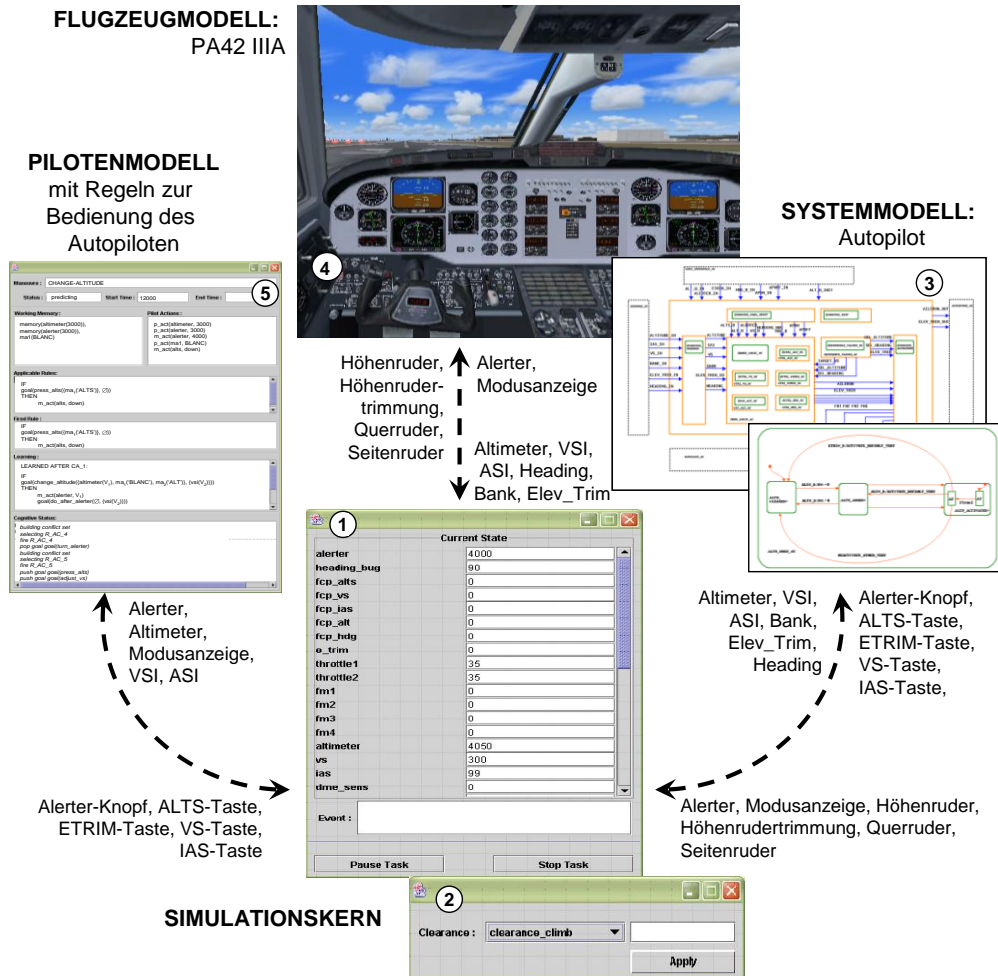 FLUGZEUGMODELL:
PA42 IIIA
PILOTENMODELL
mit Regeln zur
Bedienung des
Autopiloten
SYSTEMMODELL:
Autopilot
4
3
5
Maneuvre : CHANGE-ALTITUDE
Status : predicting Start Time : 12000 End Time :
Working Memory : Pilot Actions :
memory(altimeter(3000)), p_act(altimeter, 3000)
memory(alerter(3000)), p_act(alerter, 3000)
ma1(BLANC) m_act(alerter, 4000)
p_act(ma1, BLANC)
m_act(alts, down)
Applicable Rules:
IF
THEN
m_act(alts, down)
Fired Rule :
IF
THEN
m_act(alts, down)
Learning :
LEARNED AFTER CA_1:
IF
THEN
Cognitive Status:
building conflict set
selecting R_AC_4
fire R_AC_4
pop goal goal(turn_alerter)
building conflict set
selecting R_AC_5
fire R_AC_5
push goal goal(press_alts)
push goal goal(adjust_vs)
Höhenruder,
Höhenruder-
trimmung,
Querruder,
Seitenruder
Alerter,
Modusanzeige
Altimeter, VSI,
ASI, Heading,
Bank, Elev_Trim
1
Current State
alerter 4000
heading_bug 90
fcp_alts 0
fcp_vs 0
fcp_ias 0
fcp_alt 0
fcp_hdg 0
e_trim 0
throttle1 35
throttle2 35
fm1 0
fm2 0
fm3 0
fm4 0
altimeter 4050
vs 300
ias 99
dme_sens 0
Event :
Pause Task Stop Task
Alerter,
Altimeter,
Modusanzeige,
VSI, ASI
Alerter-Knopf, ALTS-Taste,
ETRIM-Taste, VS-Taste,
IAS-Taste
Altimeter, VSI,
ASI, Bank,
Elev_Trim,
Heading
Alerter-Knopf,
ALTS-Taste,
ETRIM-Taste,
VS-Taste,
IAS-Taste,
Alerter, Modusanzeige, Höhenruder,
Höhenrudertrimmung, Querruder,
Seitenruder
SIMULATIONSKERN
2
Clearance : clearance_climb
Apply